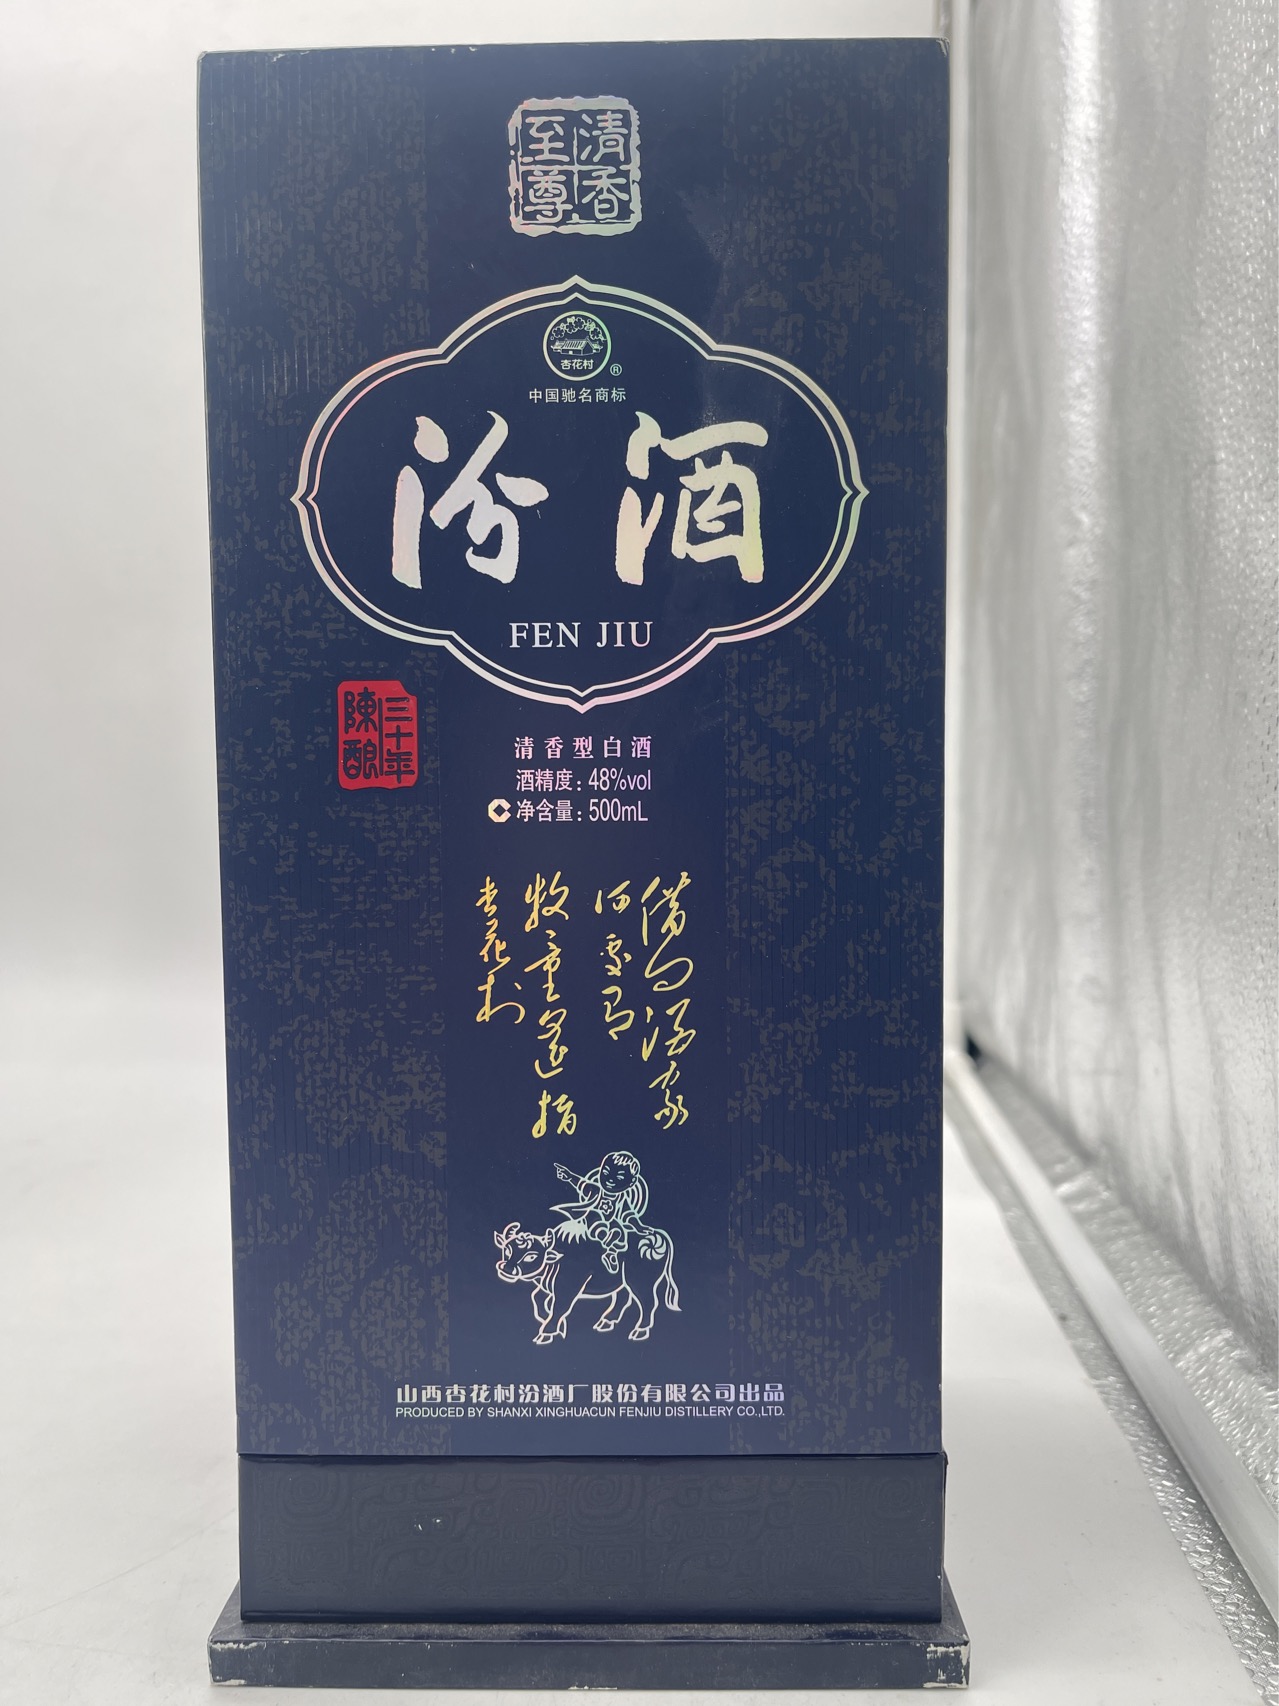 清香
至尊
杏花村
®
中国驰名商标
汾酒
FEN JIU
三十年
陳酿
清香型白酒
酒精度：48%vol
净含量：500mL
借问酒家
何處有
牧童遥指
杏花村
山西杏花村汾酒厂股份有限公司出品
PRODUCED BY SHANXI XINGHUACUN FENJIU DISTILLERY CO.,LTD.